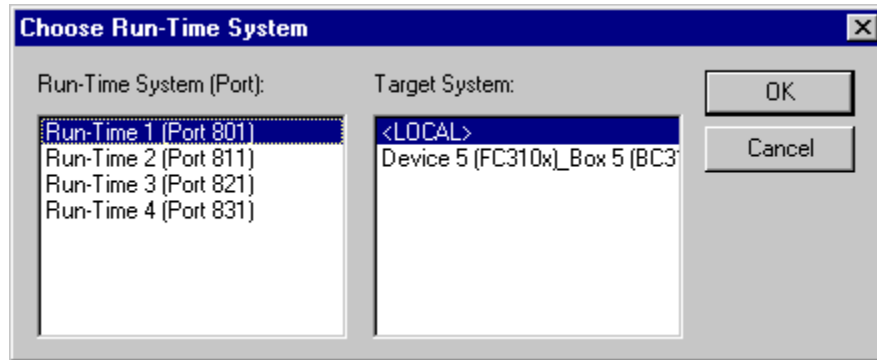 Choose Run-Time System
Run-Time System (Port):
Target System:
Run-Time 1 (Port 801)
Run-Time 2 (Port 811)
Run-Time 3 (Port 821)
Run-Time 4 (Port 831)
<LOCAL>
Device 5 (FC310x)_Box 5 (BC31
OK
Cancel